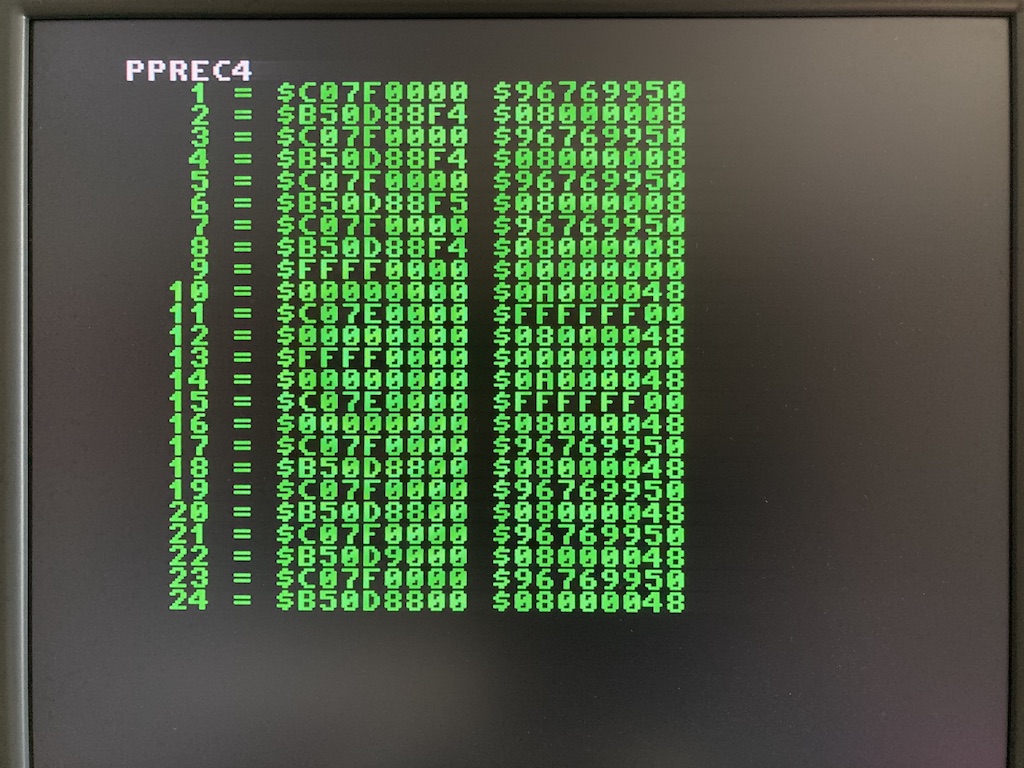 PPREC4
1 = $C07F0000 $96769950
2 = $B50D88F4 $08000008
3 = $C07F0000 $96769950
4 = $B50D88F4 $08000008
5 = $C07F0000 $96769950
6 = $B50D88F5 $08000008
7 = $C07F0000 $96769950
8 = $B50D88F4 $08000008
9 = $FFFF0000 $00000000
10 = $00000000 $0A000048
11 = $C07E0000 $FFFFFF00
12 = $00000000 $08000048
13 = $FFFF0000 $00000000
14 = $00000000 $0A000048
15 = $C07E0000 $FFFFFF00
16 = $00000000 $08000048
17 = $C07F0000 $96769950
18 = $B50D8800 $08000048
19 = $C07F0000 $96769950
20 = $B50D8800 $08000048
21 = $C07F0000 $96769950
22 = $B50D9000 $08000048
23 = $C07F0000 $96769950
24 = $B50D8800 $08000048